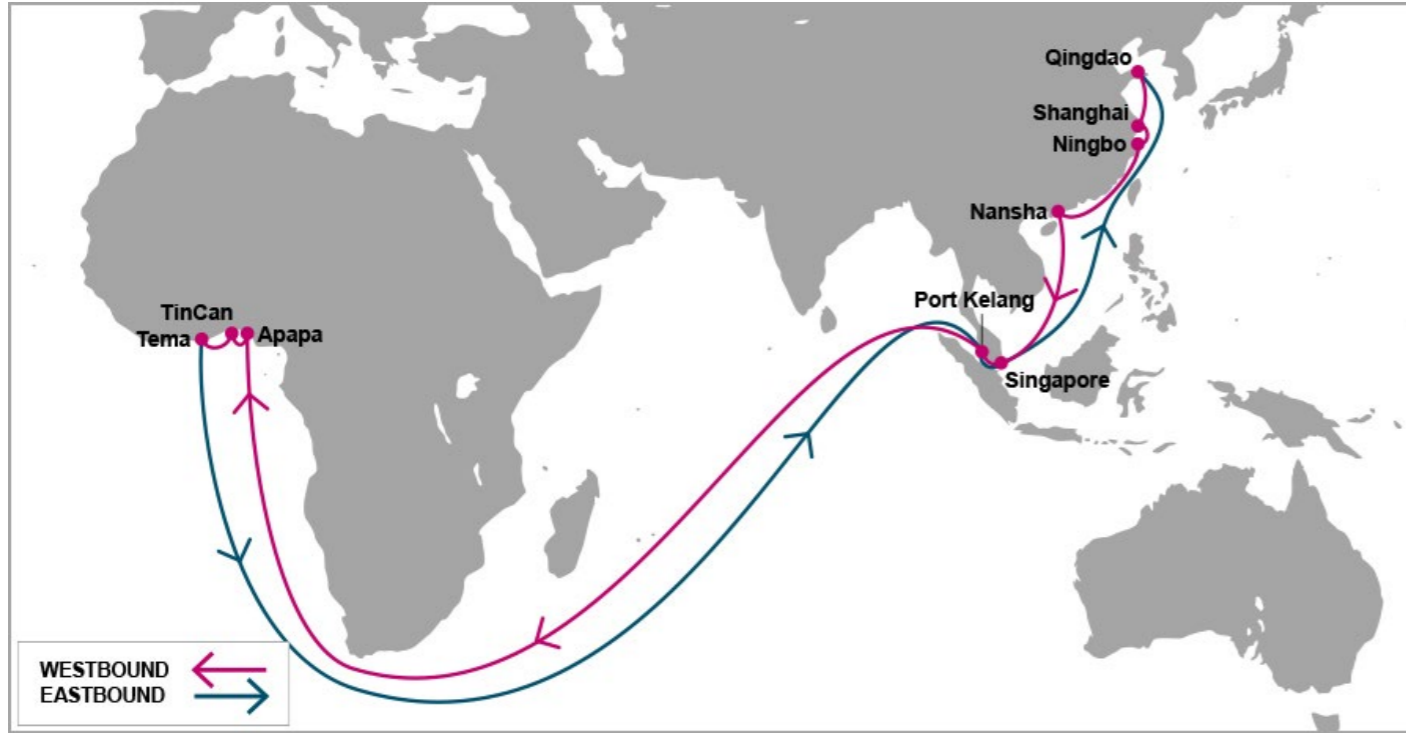 Qingdao
Shanghai
Ningbo
Nansha
Port Kelang
TinCan
Tema
Apapa
Singapore
WESTBOUND
EASTBOUND